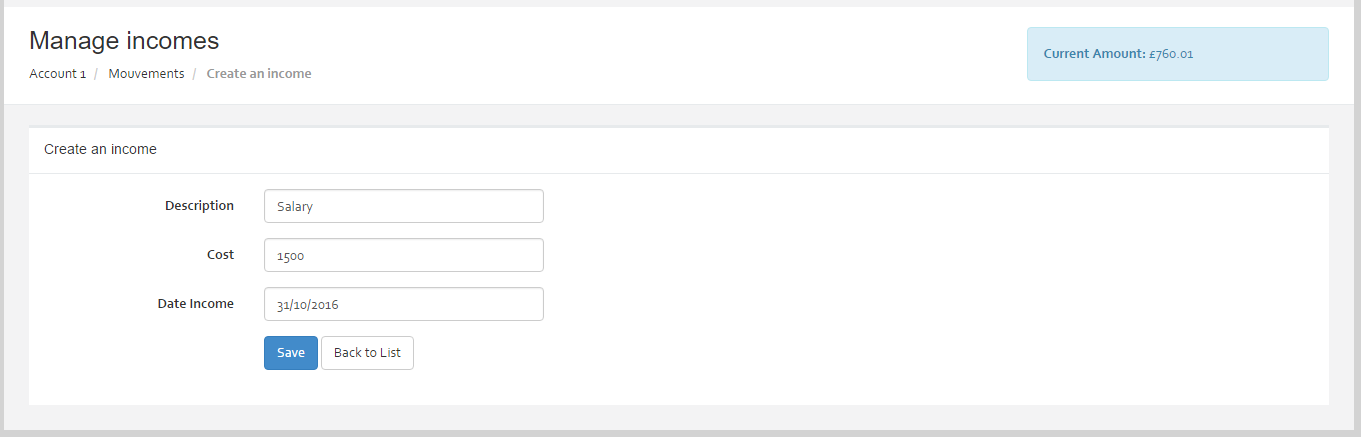 Manage incomes
Current Amount: £760.01
Account 1 / Mouvements / Create an income
Create an income
Description Salary
Cost 1500
Date Income 31/10/2016
Save Back to List